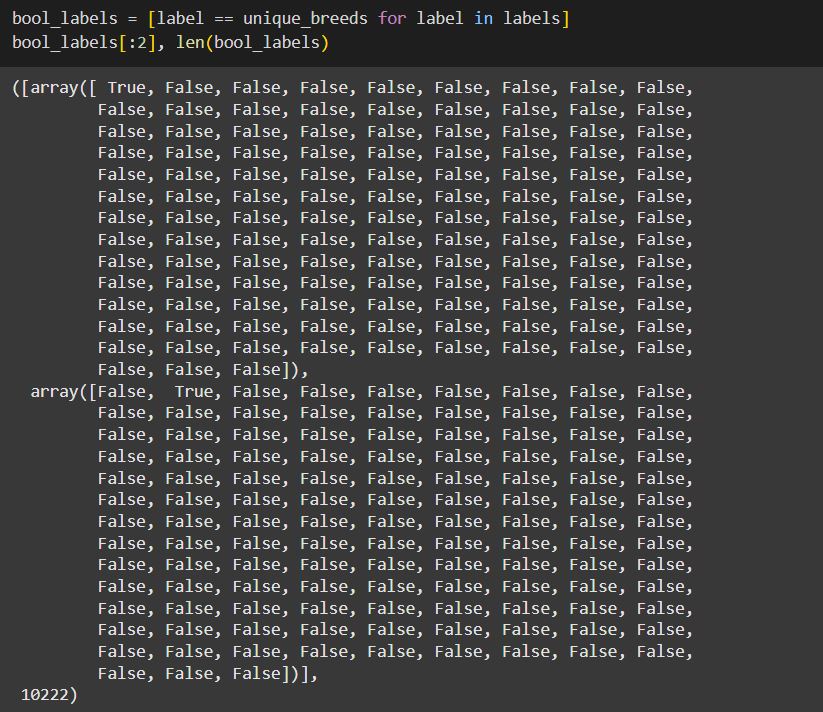 bool_labels = [label == unique_breeds for label in labels]
bool_labels[:2], len(bool_labels)
([array([ True, False, False, False, False, False, False, False, False,
False, False, False, False, False, False, False, False, False,
False, False, False, False, False, False, False, False, False,
False, False, False, False, False, False, False, False, False,
False, False, False, False, False, False, False, False, False,
False, False, False, False, False, False, False, False, False,
False, False, False, False, False, False, False, False, False,
False, False, False, False, False, False, False, False, False,
False, False, False, False, False, False, False, False, False,
False, False, False, False, False, False, False, False, False,
False, False, False, False, False, False, False, False, False,
False, False, False, False, False, False, False, False, False,
False, False, False, False, False, False, False, False, False,
False, False, False]),
array([False,  True, False, False, False, False, False, False, False,
False, False, False, False, False, False, False, False, False,
False, False, False, False, False, False, False, False, False,
False, False, False, False, False, False, False, False, False,
False, False, False, False, False, False, False, False, False,
False, False, False, False, False, False, False, False, False,
False, False, False, False, False, False, False, False, False,
False, False, False, False, False, False, False, False, False,
False, False, False, False, False, False, False, False, False,
False, False, False, False, False, False, False, False, False,
False, False, False, False, False, False, False, False, False,
False, False, False, False, False, False, False, False, False,
False, False, False, False, False, False, False, False, False,
False, False, False])],
10222)